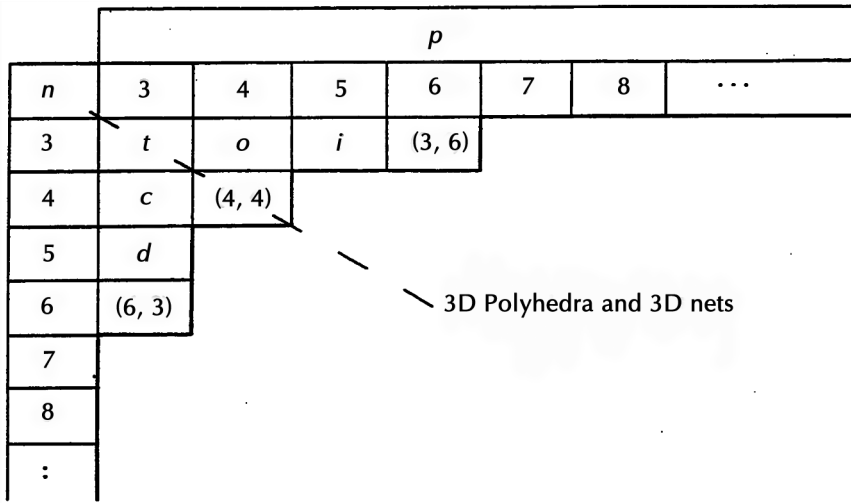 p
n 3 4 5 6 7 8 ...
3 t o i (3, 6)
4 c (4, 4)
5 d
6 (6, 3)
3D Polyhedra and 3D nets
7
8
: